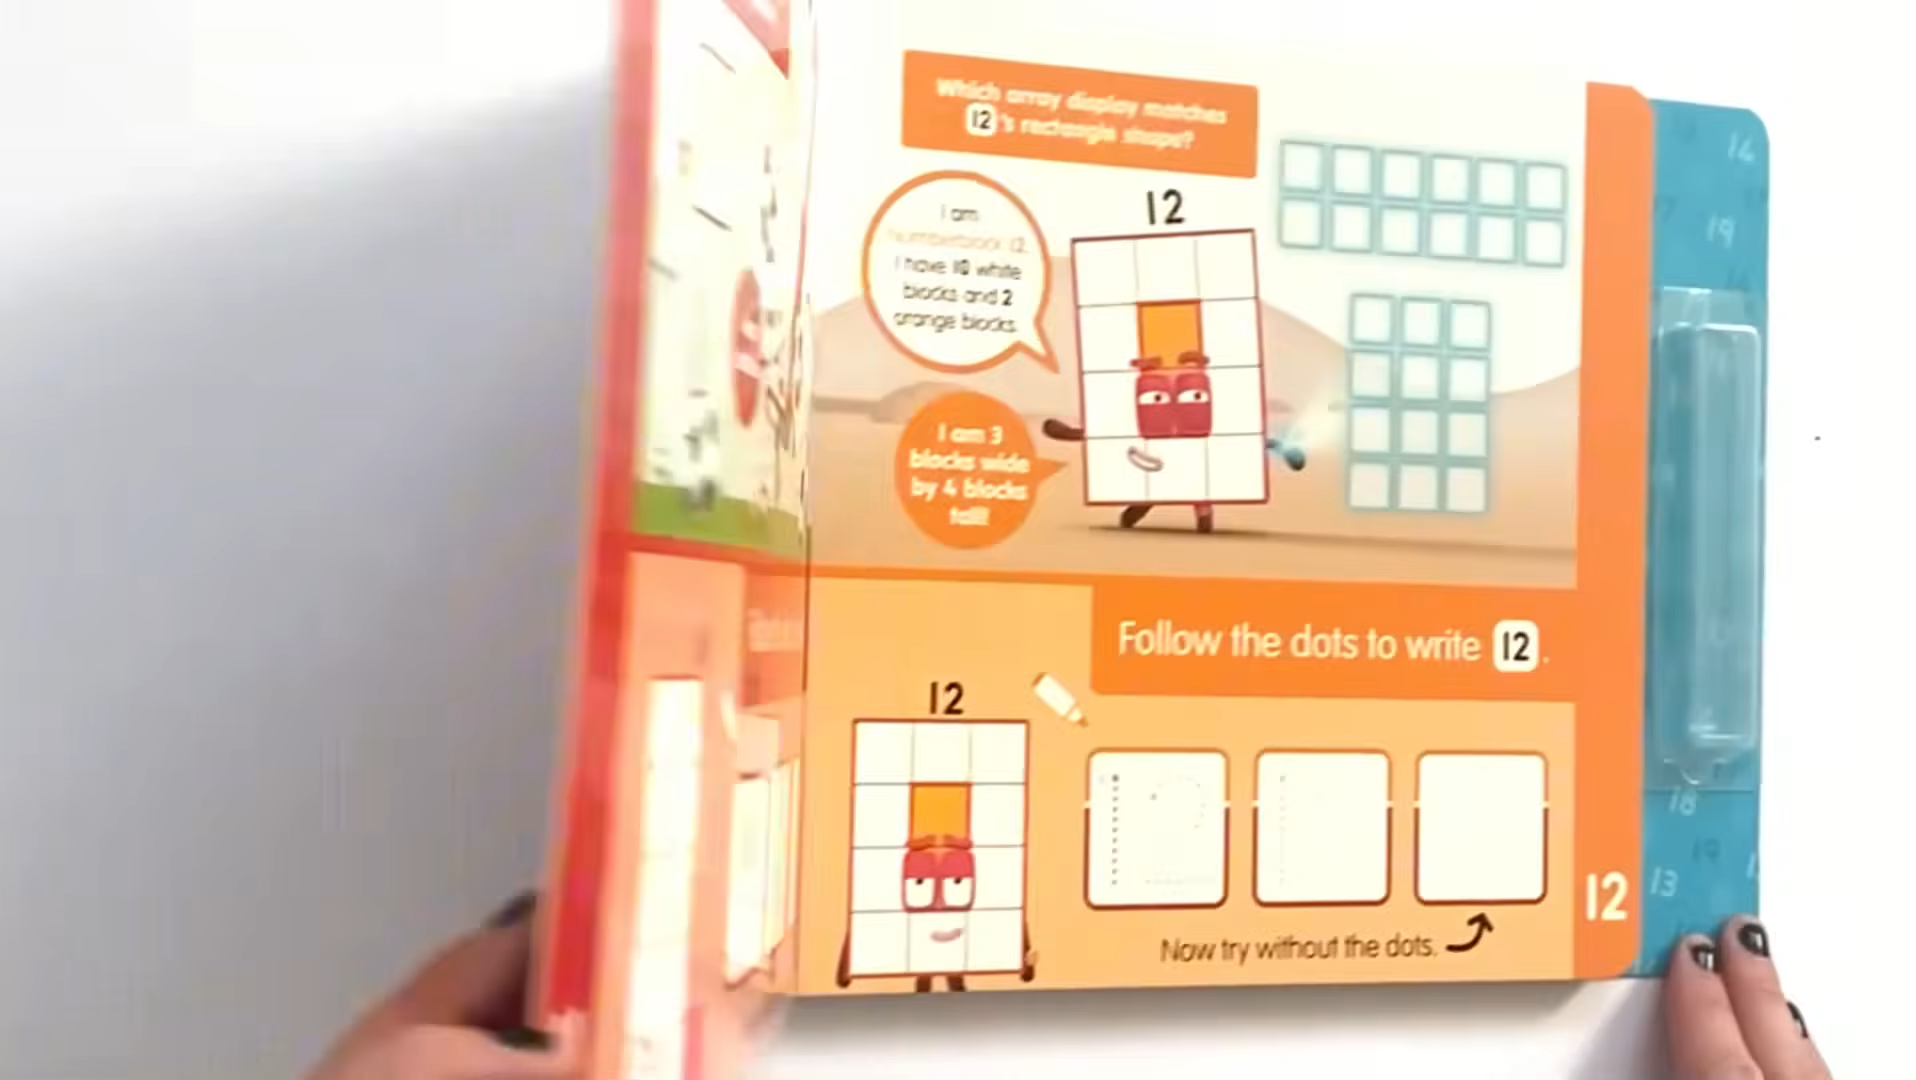 Which array display matches
12's rectangle shape?
I am
Numberblock 12.
I have 10 white
blocks and 2
orange blocks.
12
I am 3
blocks wide
by 4 blocks
tall!
Follow the dots to write 12.
12
Now try without the dots.
12
14
19
18
19
13